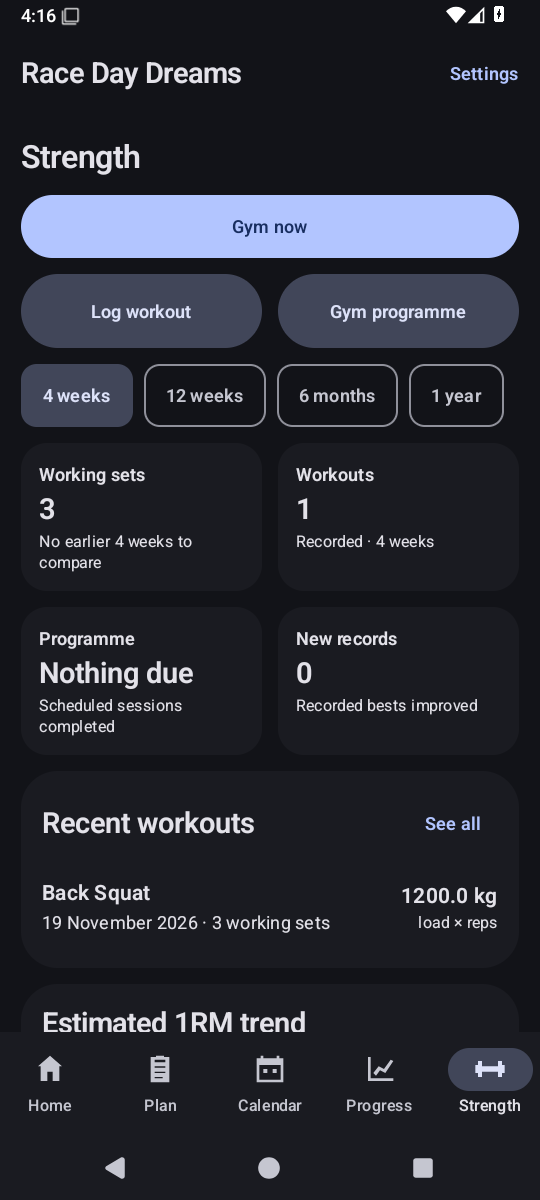 4:16
Race Day Dreams
Settings
Strength
Gym now
Log workout
Gym programme
4 weeks
12 weeks
6 months
1 year
Working sets
3
No earlier 4 weeks to
compare
Workouts
1
Recorded · 4 weeks
Programme
Nothing due
Scheduled sessions
completed
New records
0
Recorded bests improved
Recent workouts
See all
Back Squat
1200.0 kg
19 November 2026 · 3 working sets
load × reps
Estimated 1RM trend
Home
Plan
Calendar
Progress
Strength